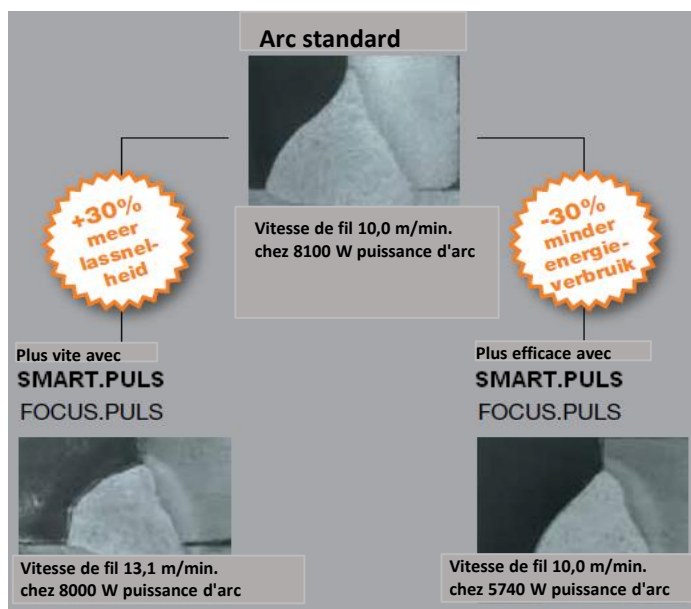 Arc standard
Vitesse de fil 10,0 m/min.
chez 8100 W puissance d'arc
+30%
meer
lassnel-
heid
-30%
minder
energie-
verbruik
Plus vite avec
SMART.PULS
FOCUS.PULS
Plus efficace avec
SMART.PULS
FOCUS.PULS
Vitesse de fil 13,1 m/min.
chez 8000 W puissance d'arc
Vitesse de fil 10,0 m/min.
chez 5740 W puissance d'arc